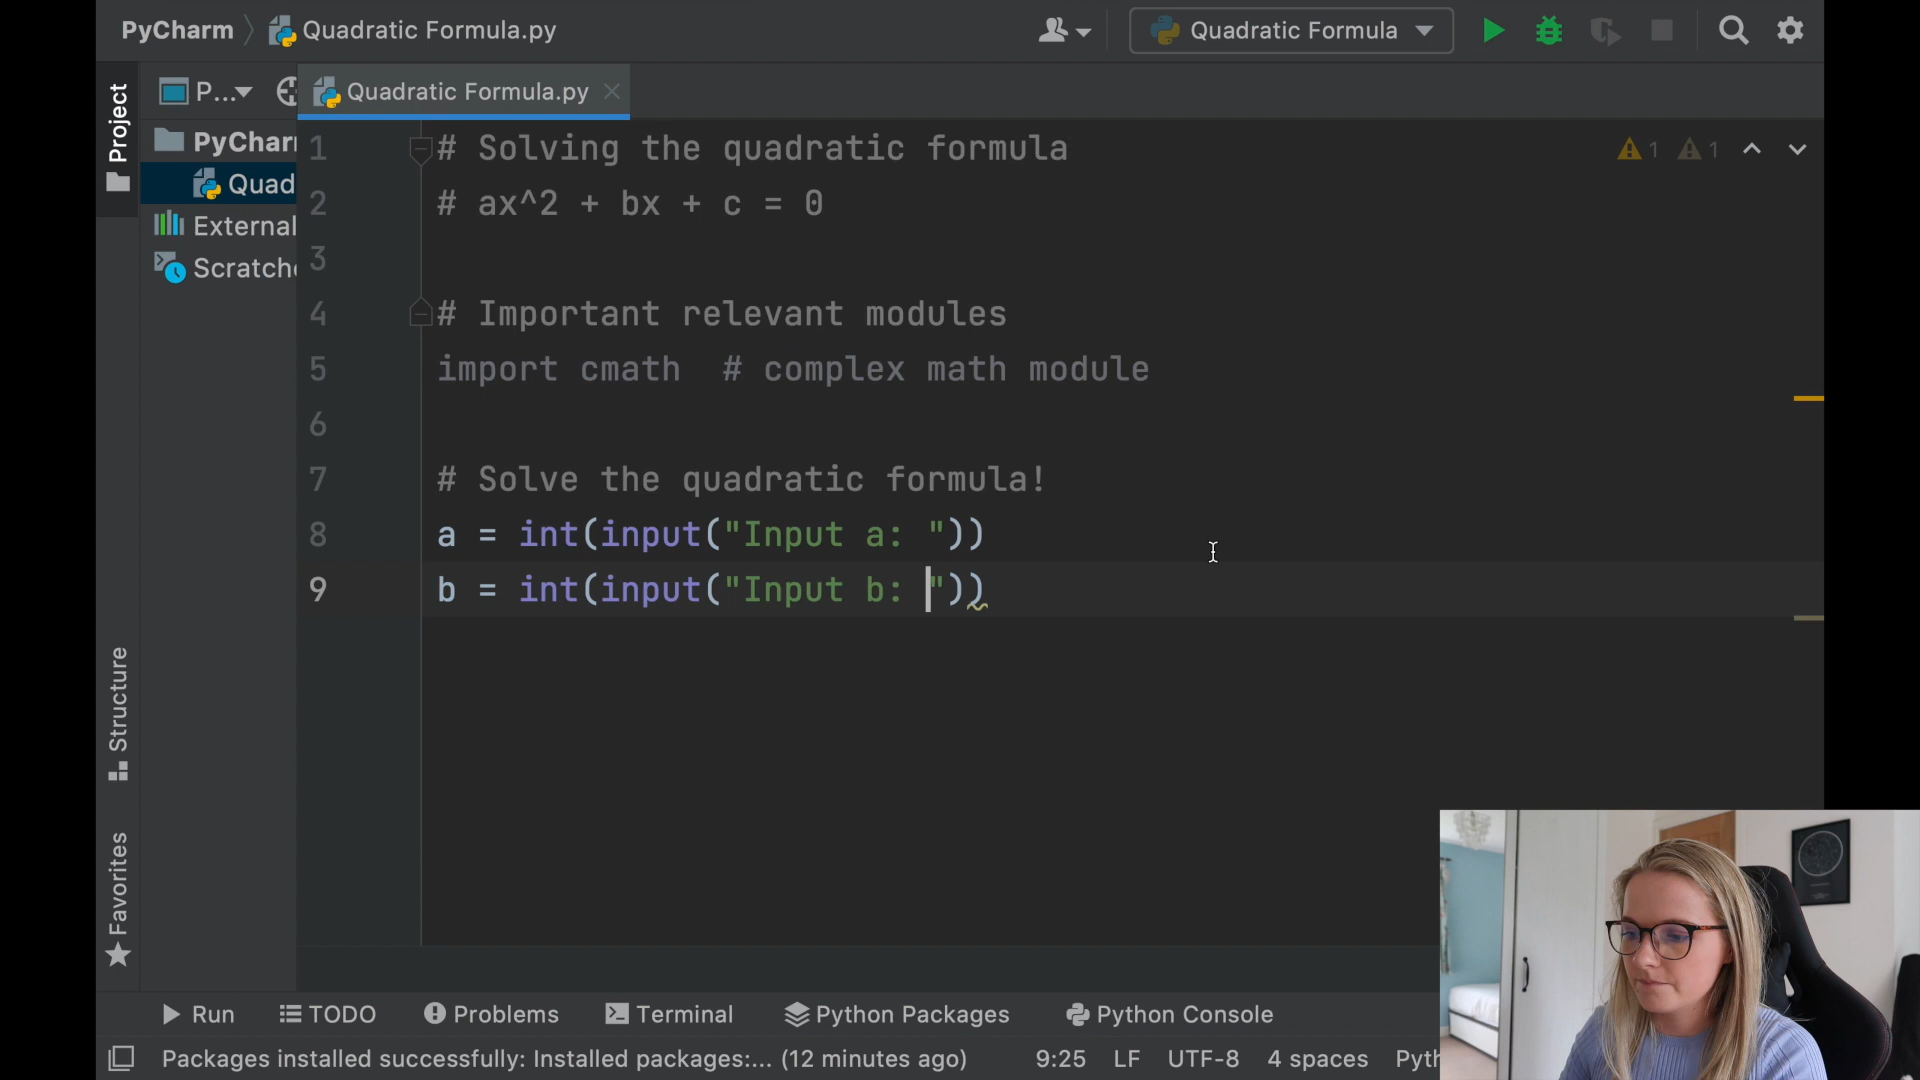 PyCharm
Quadratic Formula.py
Quadratic Formula
P...
Quadratic Formula.py
Project
PyChar
Quad
External
Scratche
1 # Solving the quadratic formula
1 1
2 # ax^2 + bx + c = 0
3
4 # Important relevant modules
5 import cmath # complex math module
6
7 # Solve the quadratic formula!
8 a = int(input("Input a: "))
9 b = int(input("Input b: "))
Structure
Favorites
Run
TODO
Problems
Terminal
Python Packages
Python Console
Packages installed successfully: Installed packages:... (12 minutes ago)
9:25
LF
UTF-8
4 spaces
Pyth